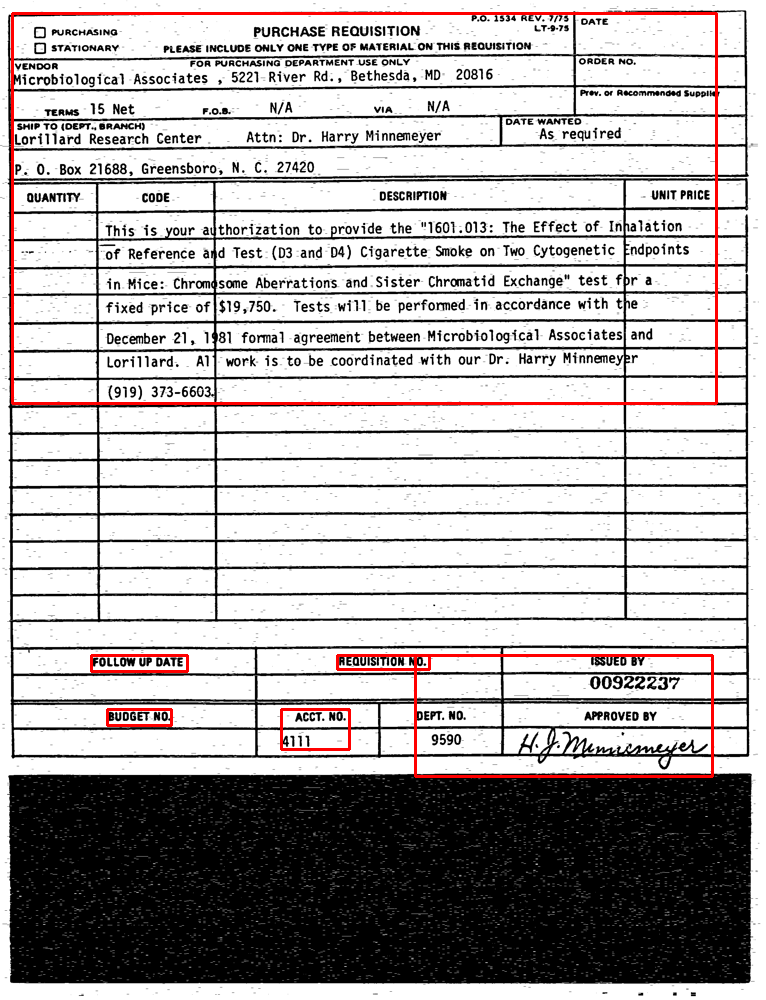 P.O. 1534 REV. 7/75
LT-9-75
PURCHASING
STATIONARY
PURCHASE REQUISITION
PLEASE INCLUDE ONLY ONE TYPE OF MATERIAL ON THIS REQUISITION
DATE
VENDOR
FOR PURCHASING DEPARTMENT USE ONLY
ORDER NO.
Microbiological Associates , 5221 River Rd., Bethesda, MD 20816
Prev. or Recommended Supplier
TERMS 15 Net F.O.B. N/A VIA N/A
SHIP TO (DEPT., BRANCH)
DATE WANTED
Lorillard Research Center Attn: Dr. Harry Minnemeyer
As required
P. O. Box 21688, Greensboro, N. C. 27420
QUANTITY CODE DESCRIPTION UNIT PRICE
This is your authorization to provide the "1601.013: The Effect of Inhalation
of Reference and Test (D3 and D4) Cigarette Smoke on Two Cytogenetic Endpoints
in Mice: Chromosome Aberrations and Sister Chromatid Exchange" test for a
fixed price of $19,750. Tests will be performed in accordance with the
December 21, 1981 formal agreement between Microbiological Associates and
Lorillard. All work is to be coordinated with our Dr. Harry Minnemeyer
(919) 373-6603.
FOLLOW UP DATE REQUISITION NO. ISSUED BY
00922237
BUDGET NO. ACCT. NO. DEPT. NO. APPROVED BY
4111 9590 H. J. Minnemeyer